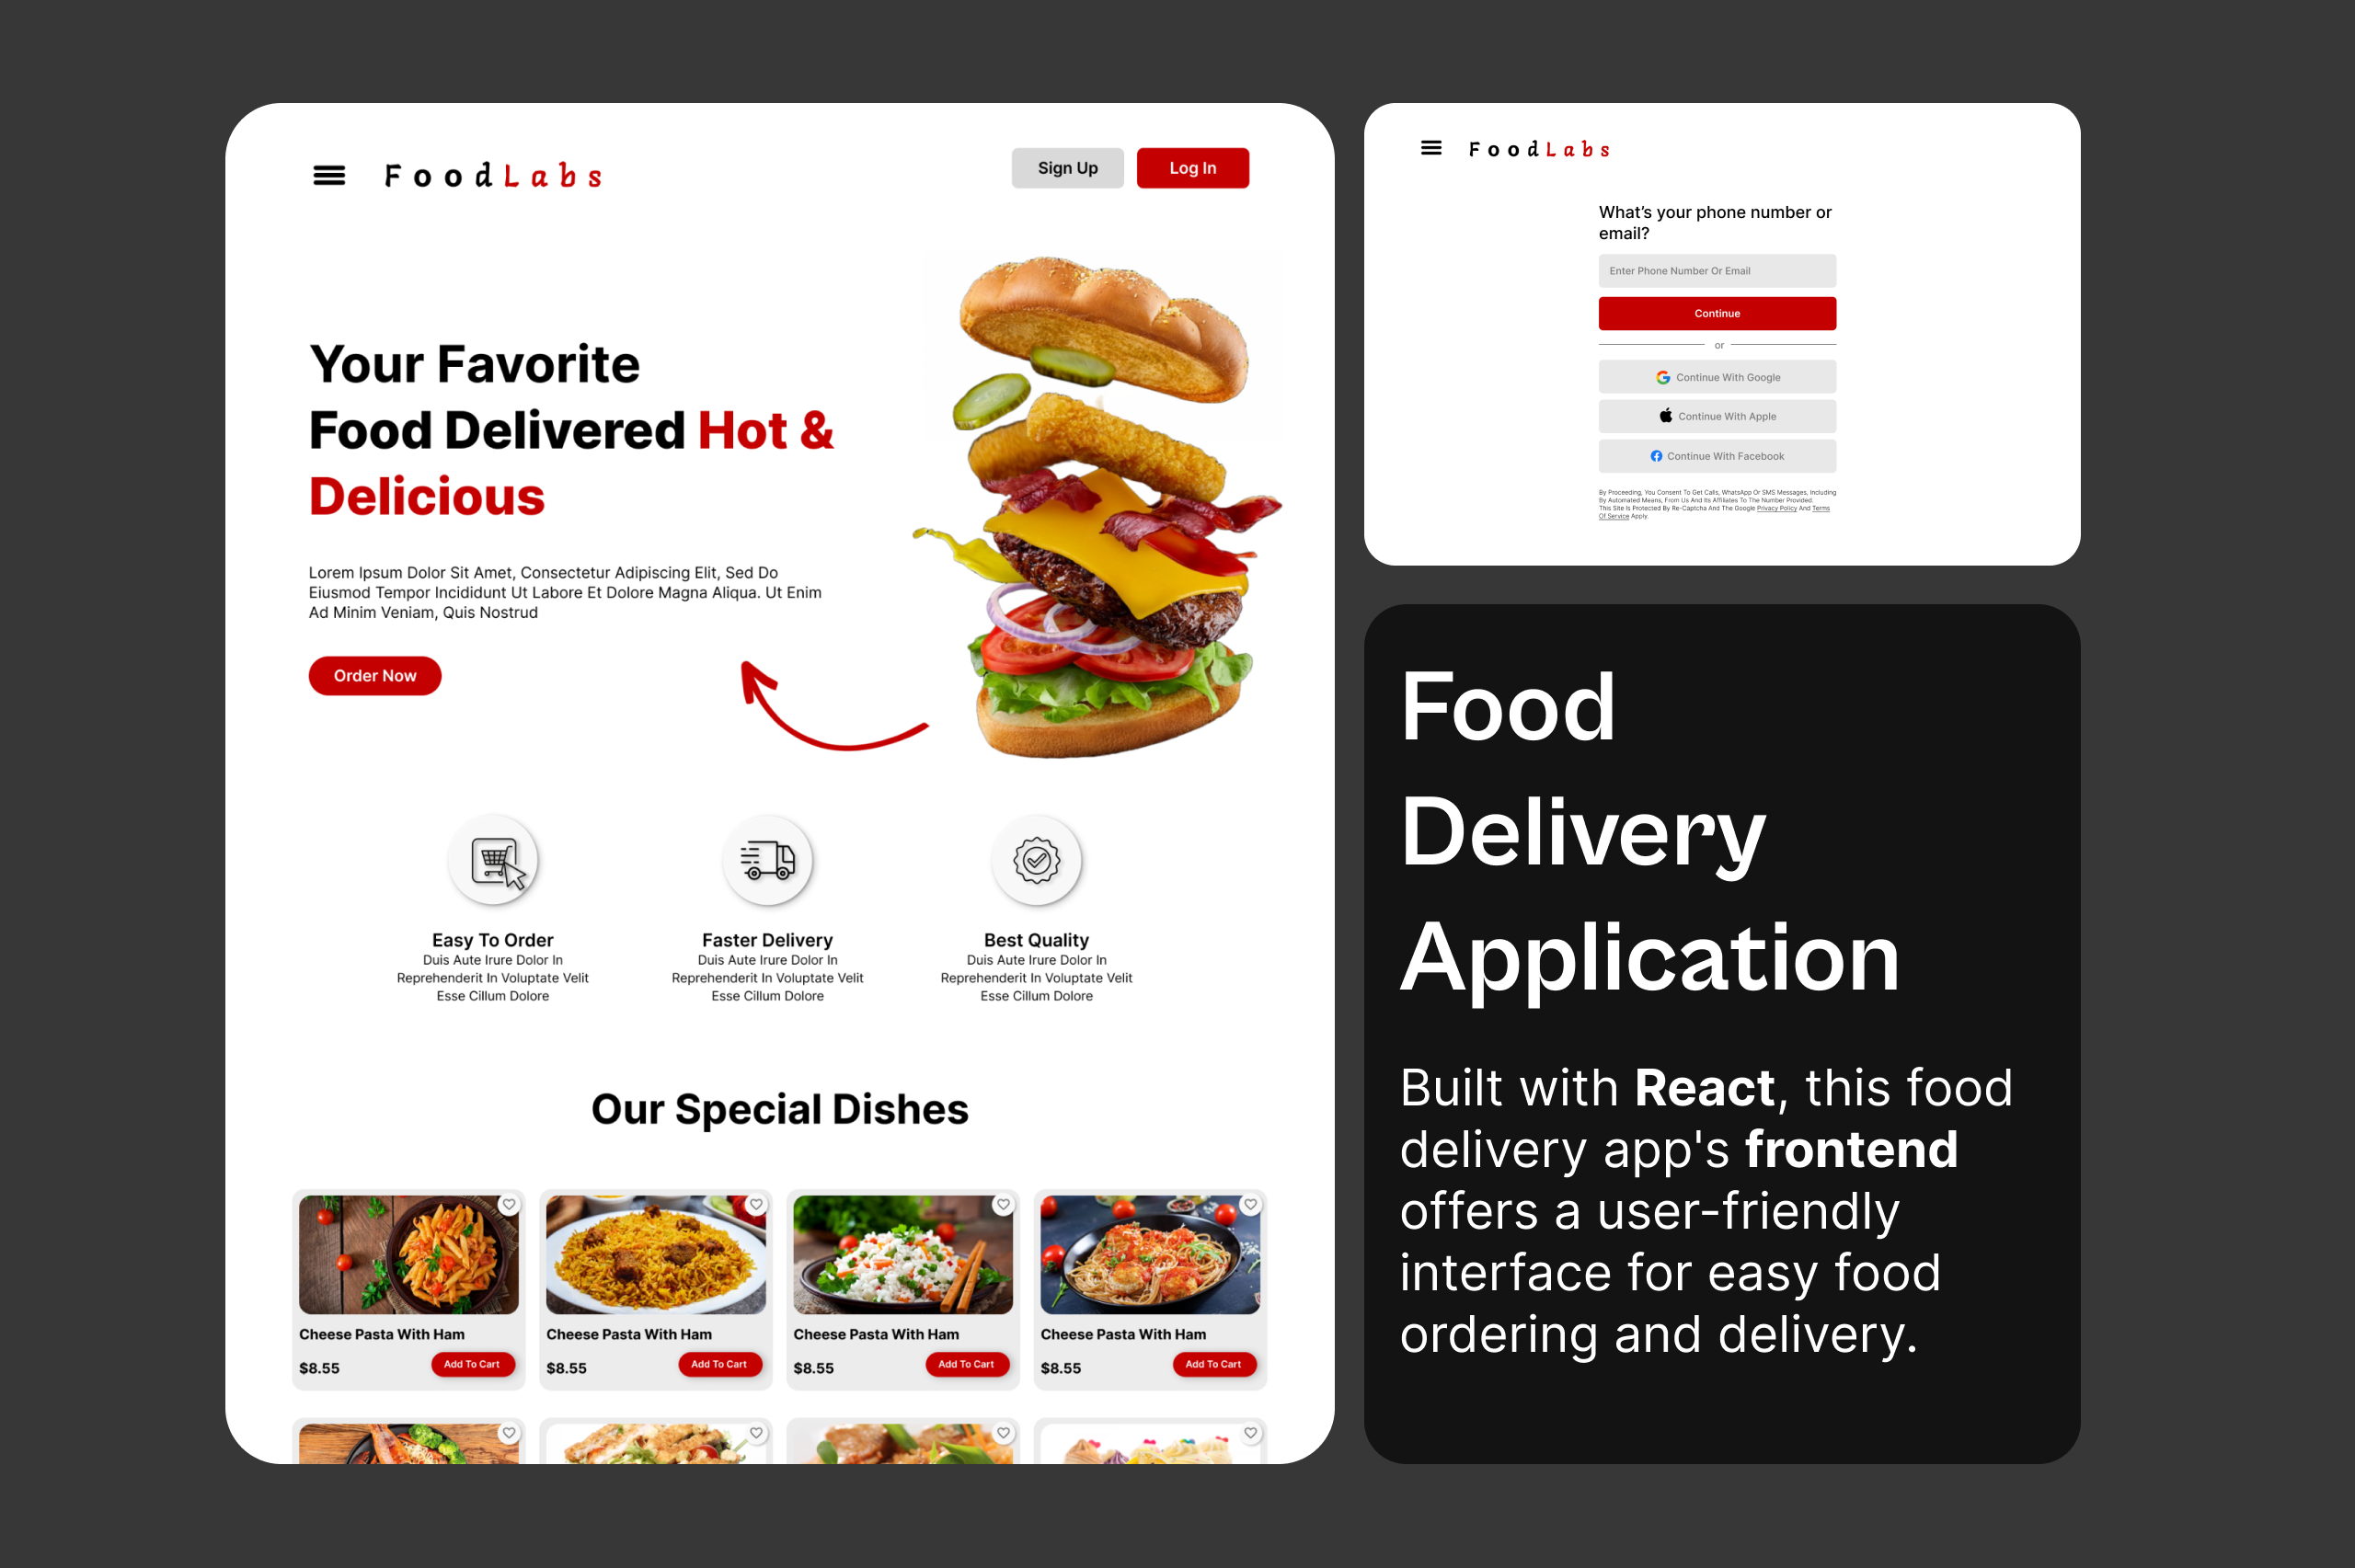 FoodLabs
Sign Up
Log In
Your Favorite
Food Delivered Hot &
Delicious
Lorem Ipsum Dolor Sit Amet, Consectetur Adipiscing Elit, Sed Do
Eiusmod Tempor Incididunt Ut Labore Et Dolore Magna Aliqua. Ut Enim
Ad Minim Veniam, Quis Nostrud
Order Now
Easy To Order
Duis Aute Irure Dolor In
Reprehenderit In Voluptate Velit
Esse Cillum Dolore
Faster Delivery
Duis Aute Irure Dolor In
Reprehenderit In Voluptate Velit
Esse Cillum Dolore
Best Quality
Duis Aute Irure Dolor In
Reprehenderit In Voluptate Velit
Esse Cillum Dolore
Our Special Dishes
Cheese Pasta With Ham
$8.55
Add To Cart
Cheese Pasta With Ham
$8.55
Add To Cart
Cheese Pasta With Ham
$8.55
Add To Cart
Cheese Pasta With Ham
$8.55
Add To Cart
FoodLabs
What's your phone number or
email?
Enter Phone Number Or Email
Continue
or
Continue With Google
Continue With Apple
Continue With Facebook
By Proceeding, You Consent To Get Calls, WhatsApp Or SMS Messages, Including
By Automated Means, From Us And Its Affiliates To The Number Provided.
This Site Is Protected By Re-Captcha And The Google Privacy Policy And Terms
Of Service Apply.
Food
Delivery
Application
Built with React, this food
delivery app's frontend
offers a user-friendly
interface for easy food
ordering and delivery.